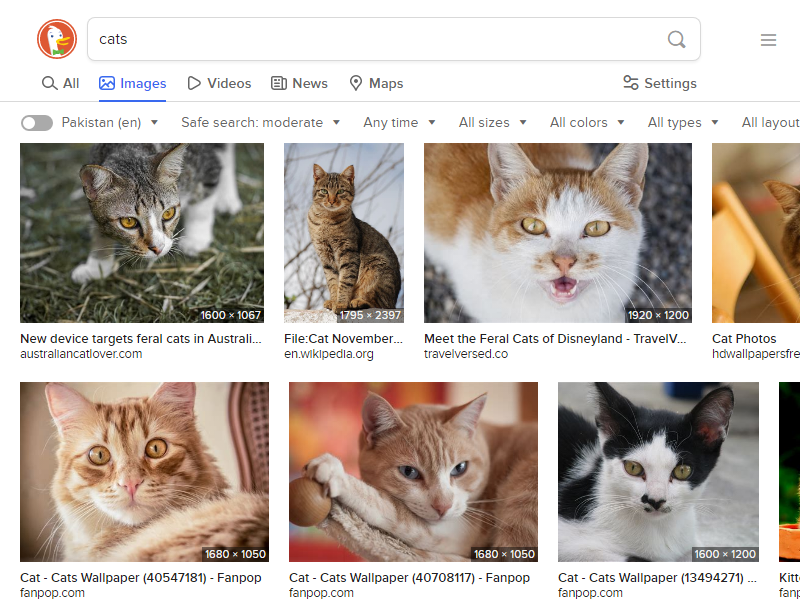 cats
All Images Videos News Maps Settings
Pakistan (en) Safe search: moderate Any time All sizes All colors All types All layout
1600 × 1067 1795 × 2397 1920 × 1200
New device targets feral cats in Australi... File:Cat November... Meet the Feral Cats of Disneyland - TravelV... Cat Photos
australiancatlover.com en.wikipedia.org travelversed.co hdwallpapersfre
1680 × 1050 1680 × 1050 1600 × 1200
Cat - Cats Wallpaper (40547181) - Fanpop Cat - Cats Wallpaper (40708117) - Fanpop Cat - Cats Wallpaper (13494271) ... Kitt
fanpop.com fanpop.com fanpop.com fanp